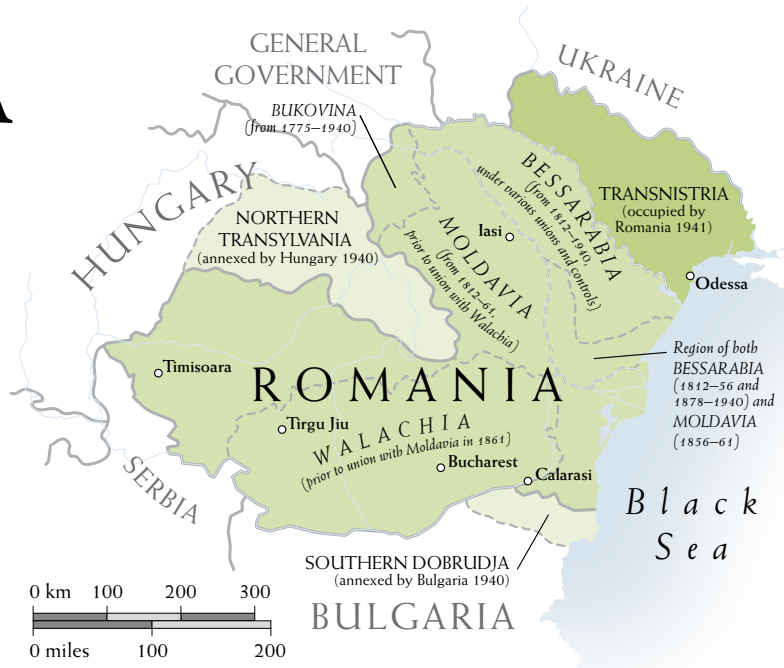 A
GENERAL
GOVERNMENT
UKRAINE
BUKOVINA
(from 1775–1940)
HUNGARY
NORTHERN
TRANSYLVANIA
(annexed by Hungary 1940)
BESSARABIA
(from 1812–1940,
under various unions and controls)
TRANSNISTRIA
(occupied by
Romania 1941)
Iasi
MOLDAVIA
(from 1812–61,
prior to union with Walachia)
Odessa
Region of both
BESSARABIA
(1812–56 and
1878–1940) and
MOLDAVIA
(1856–61)
Timisoara
ROMANIA
Tirgu Jiu
WALACHIA
(prior to union with Moldavia in 1861)
Bucharest
Calarasi
SERBIA
Black
Sea
SOUTHERN DOBRUDJA
(annexed by Bulgaria 1940)
BULGARIA
0 km 100 200 300
0 miles 100 200